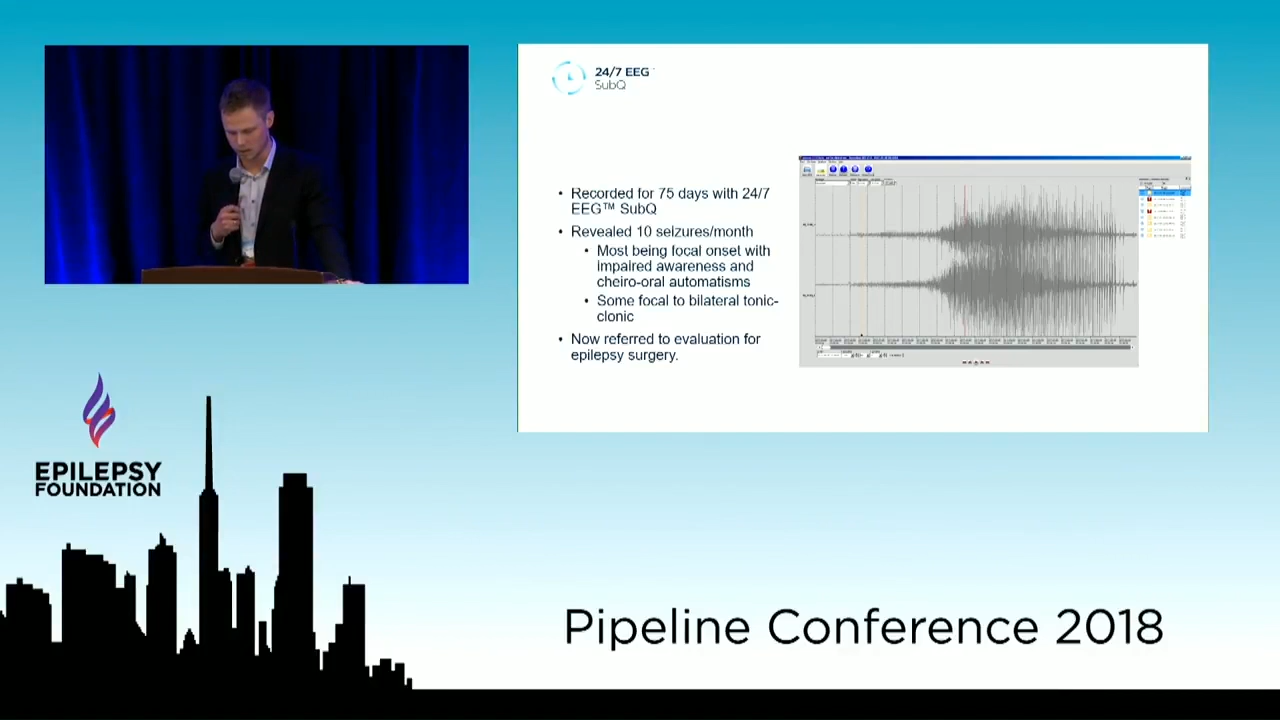 24/7 EEG™
SubQ
• Recorded for 75 days with 24/7
EEG™ SubQ
• Revealed 10 seizures/month
• Most being focal onset with
impaired awareness and
cheiro-oral automatisms
• Some focal to bilateral tonic-
clonic
• Now referred to evaluation for
epilepsy surgery.
EPILEPSY
FOUNDATION
Pipeline Conference 2018